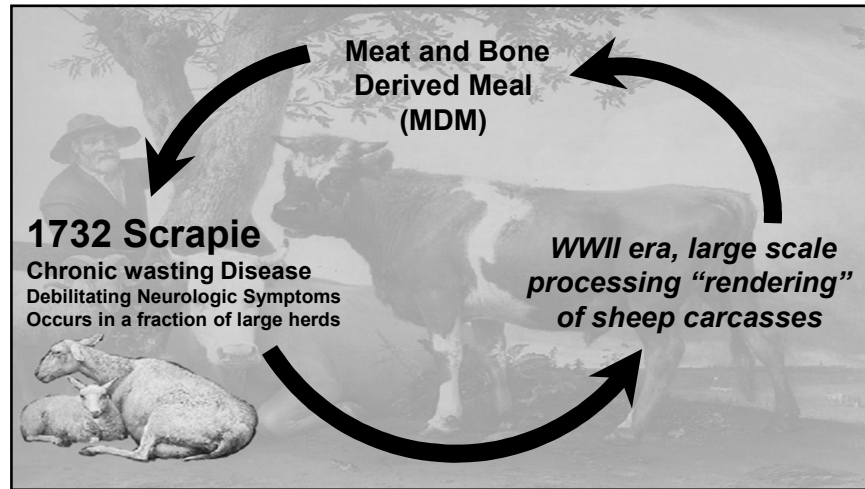 Meat and Bone
Derived Meal
(MDM)
1732 Scrapie
Chronic wasting Disease
Debilitating Neurologic Symptoms
Occurs in a fraction of large herds
WWII era, large scale
processing “rendering”
of sheep carcasses